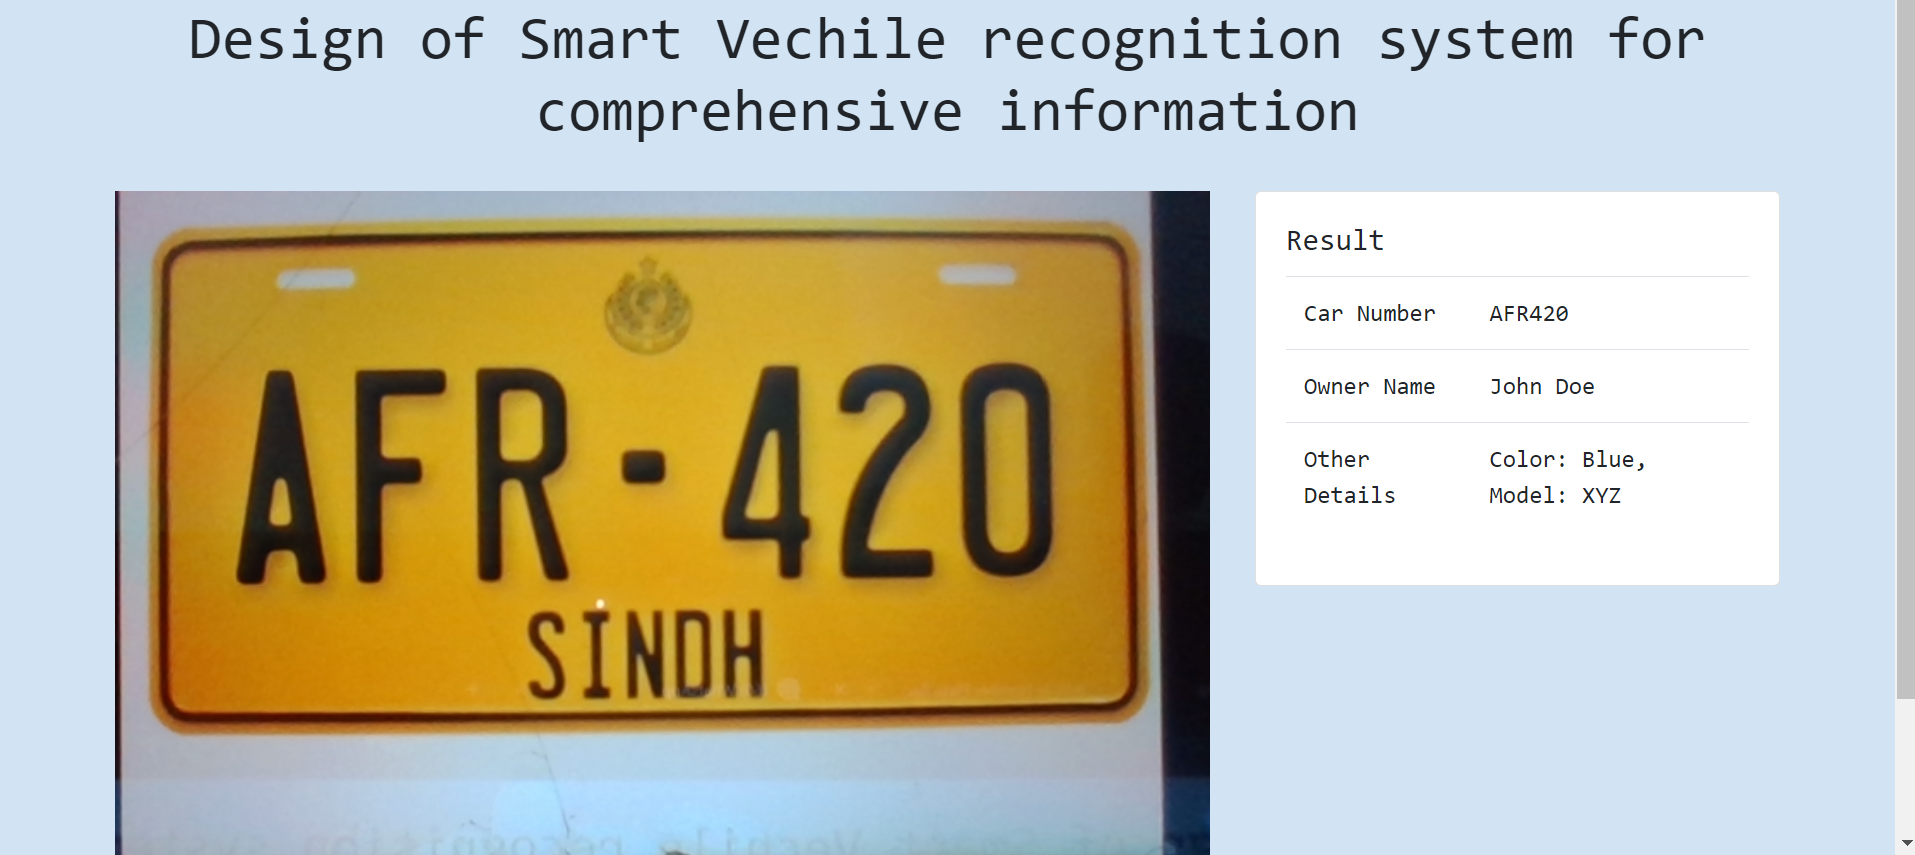 Design of Smart Vechile recognition system for
comprehensive information
AFR-420
SINDH
Result
Car Number AFR420
Owner Name John Doe
Other Details Color: Blue,
Model: XYZ